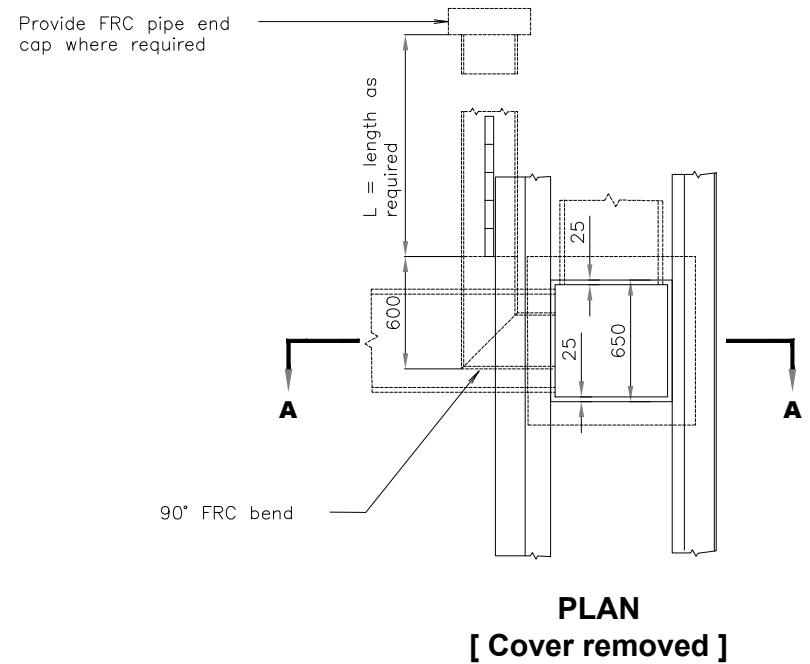 Provide FRC pipe end
cap where required
L = length as
required
25
600
25
650
A
A
90° FRC bend
PLAN
[ Cover removed ]